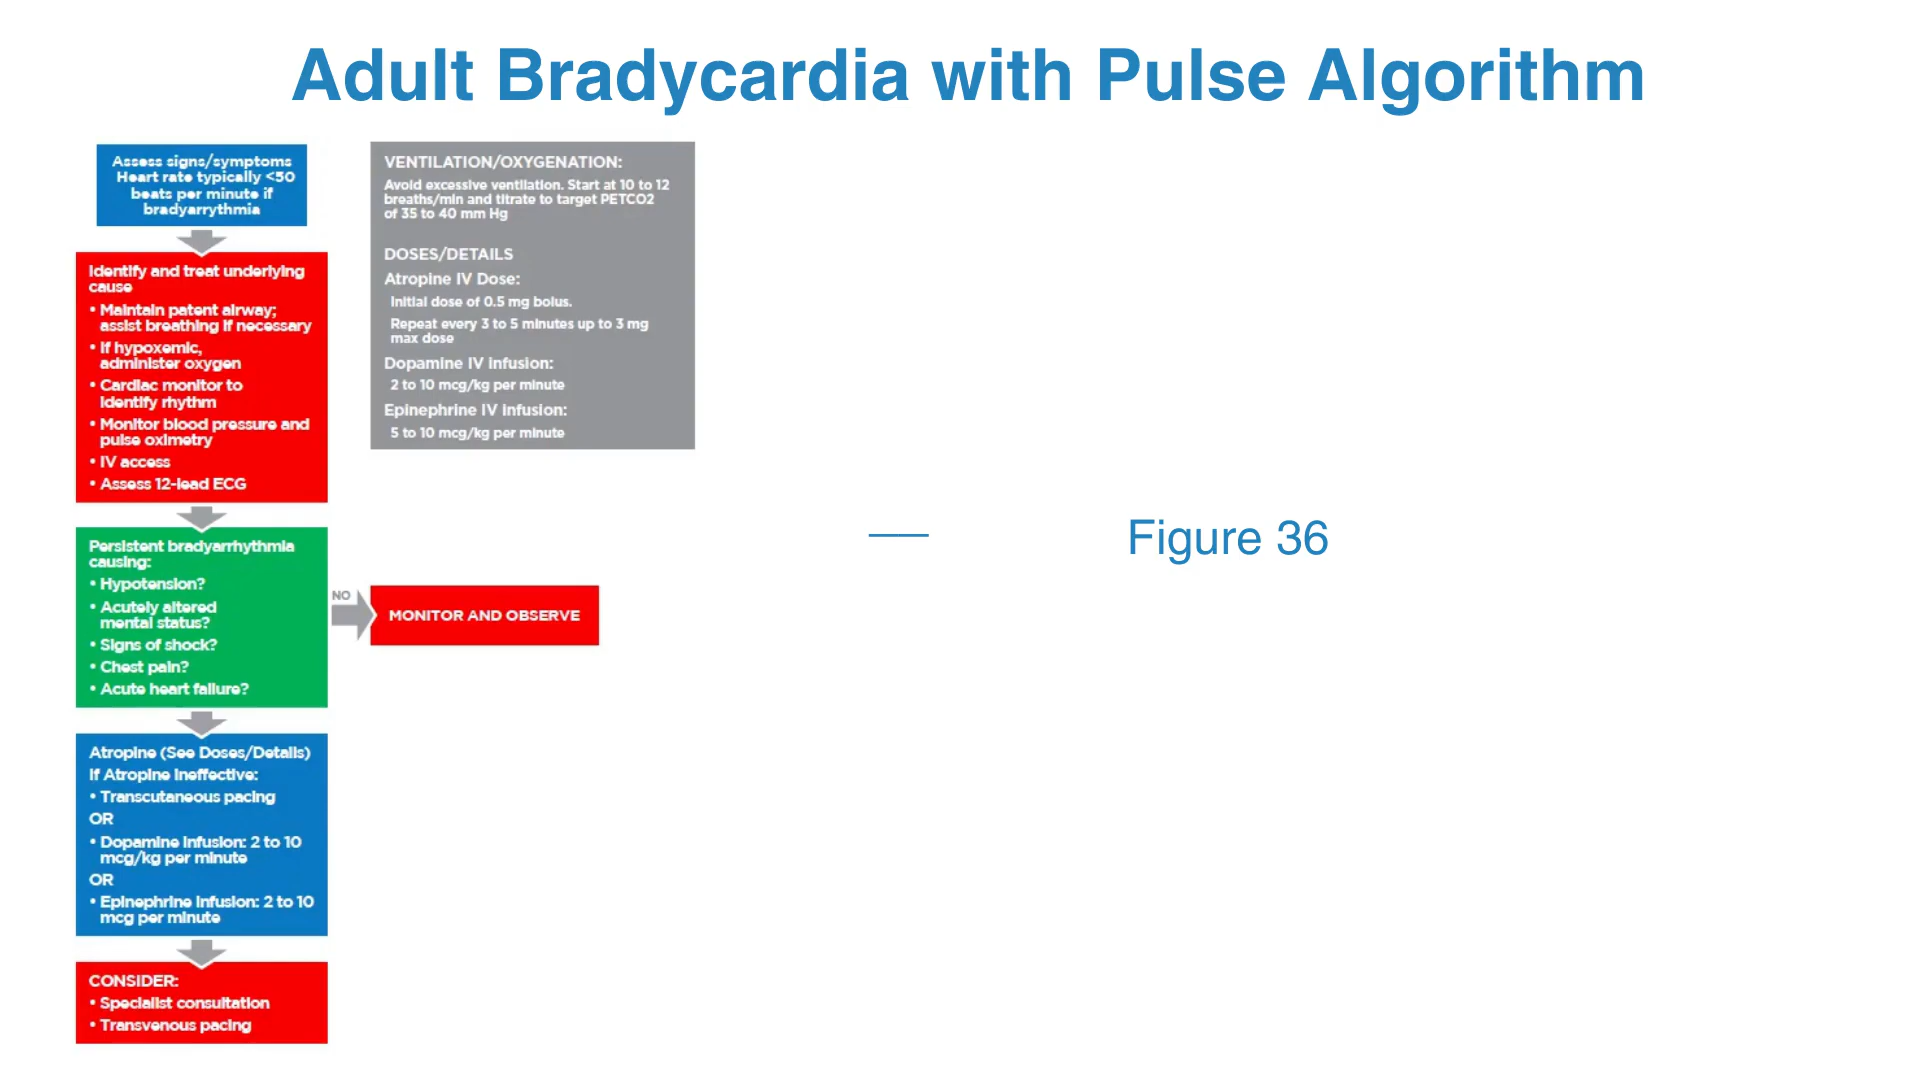 Adult Bradycardia with Pulse Algorithm
Assess signs/symptoms
Heart rate typically <50
beats per minute if
bradyarrythmia
Identify and treat underlying
cause
• Maintain patent airway;
assist breathing if necessary
• If hypoxemic,
administer oxygen
• Cardiac monitor to
identify rhythm
• Monitor blood pressure and
pulse oximetry
• IV access
• Assess 12-lead ECG
Persistent bradyarrhythmia
causing:
• Hypotension?
• Acutely altered
mental status?
• Signs of shock?
• Chest pain?
• Acute heart failure?
NO
MONITOR AND OBSERVE
Atropine (See Doses/Details)
If Atropine ineffective:
• Transcutaneous pacing
OR
• Dopamine infusion: 2 to 10
mcg/kg per minute
OR
• Epinephrine infusion: 2 to 10
mcg per minute
CONSIDER:
• Specialist consultation
• Transvenous pacing
VENTILATION/OXYGENATION:
Avoid excessive ventilation. Start at 10 to 12
breaths/min and titrate to target PETCO2
of 35 to 40 mm Hg
DOSES/DETAILS
Atropine IV Dose:
Initial dose of 0.5 mg bolus.
Repeat every 3 to 5 minutes up to 3 mg
max dose
Dopamine IV infusion:
2 to 10 mcg/kg per minute
Epinephrine IV infusion:
5 to 10 mcg/kg per minute
Figure 36